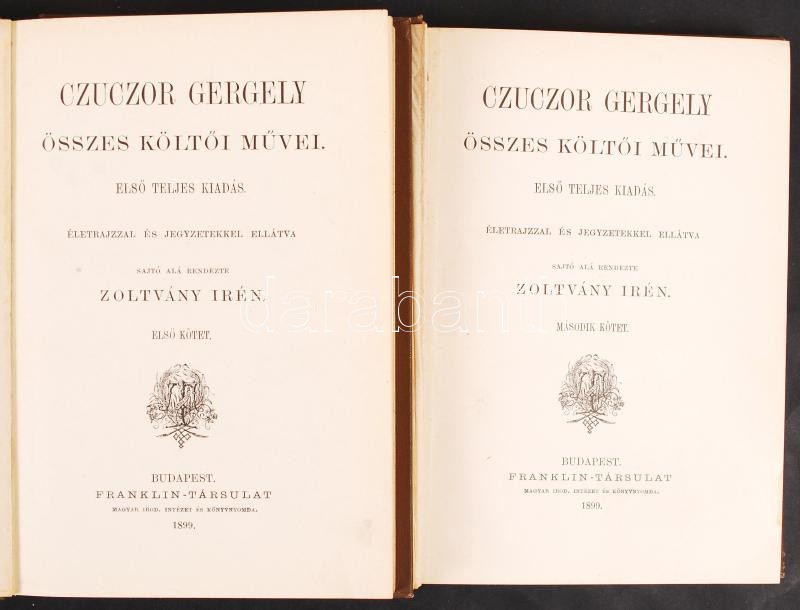 CZUCZOR GERGELY
ÖSSZES KÖLTŐI MŰVEI.
ELSŐ TELJES KIADÁS.
ÉLETRAJZZAL ÉS JEGYZETEKKEL ELLÁTVA
SAJTÓ ALÁ RENDEZTE
ZOLTVÁNY IRÉN.
ELSŐ KÖTET.
BUDAPEST.
FRANKLIN-TÁRSULAT
MAGYAR IROD. INTÉZET ÉS KÖNYVNYOMDA.
1899.
CZUCZOR GERGELY
ÖSSZES KÖLTŐI MŰVEI.
ELSŐ TELJES KIADÁS.
ÉLETRAJZZAL ÉS JEGYZETEKKEL ELLÁTVA
SAJTÓ ALÁ RENDEZTE
ZOLTVÁNY IRÉN.
MÁSODIK KÖTET.
BUDAPEST.
FRANKLIN-TÁRSULAT
MAGYAR IROD. INTÉZET ÉS KÖNYVNYOMDA.
1899.
darabanth